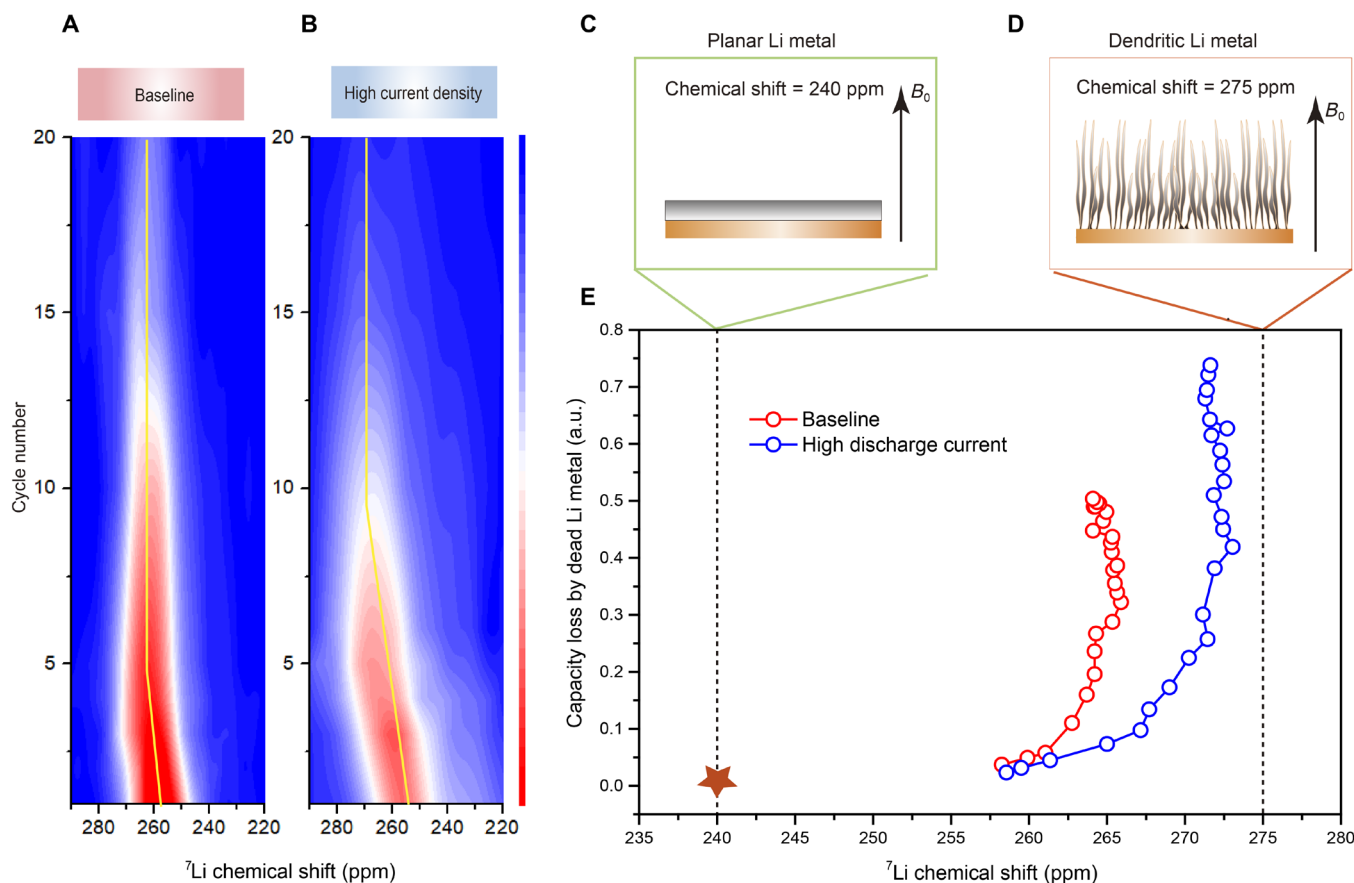 A
Baseline
20
15
10
5
Cycle number
280
260
240
220
B
High current density
20
15
10
5
280
260
240
220
⁷Li chemical shift (ppm)
C
Planar Li metal
Chemical shift = 240 ppm
B₀
D
Dendritic Li metal
Chemical shift = 275 ppm
B₀
E
0.8
0.7
0.6
0.5
0.4
0.3
0.2
0.1
0.0
Capacity loss by dead Li metal (a.u.)
Baseline
High discharge current
235
240
245
250
255
260
265
270
275
280
⁷Li chemical shift (ppm)